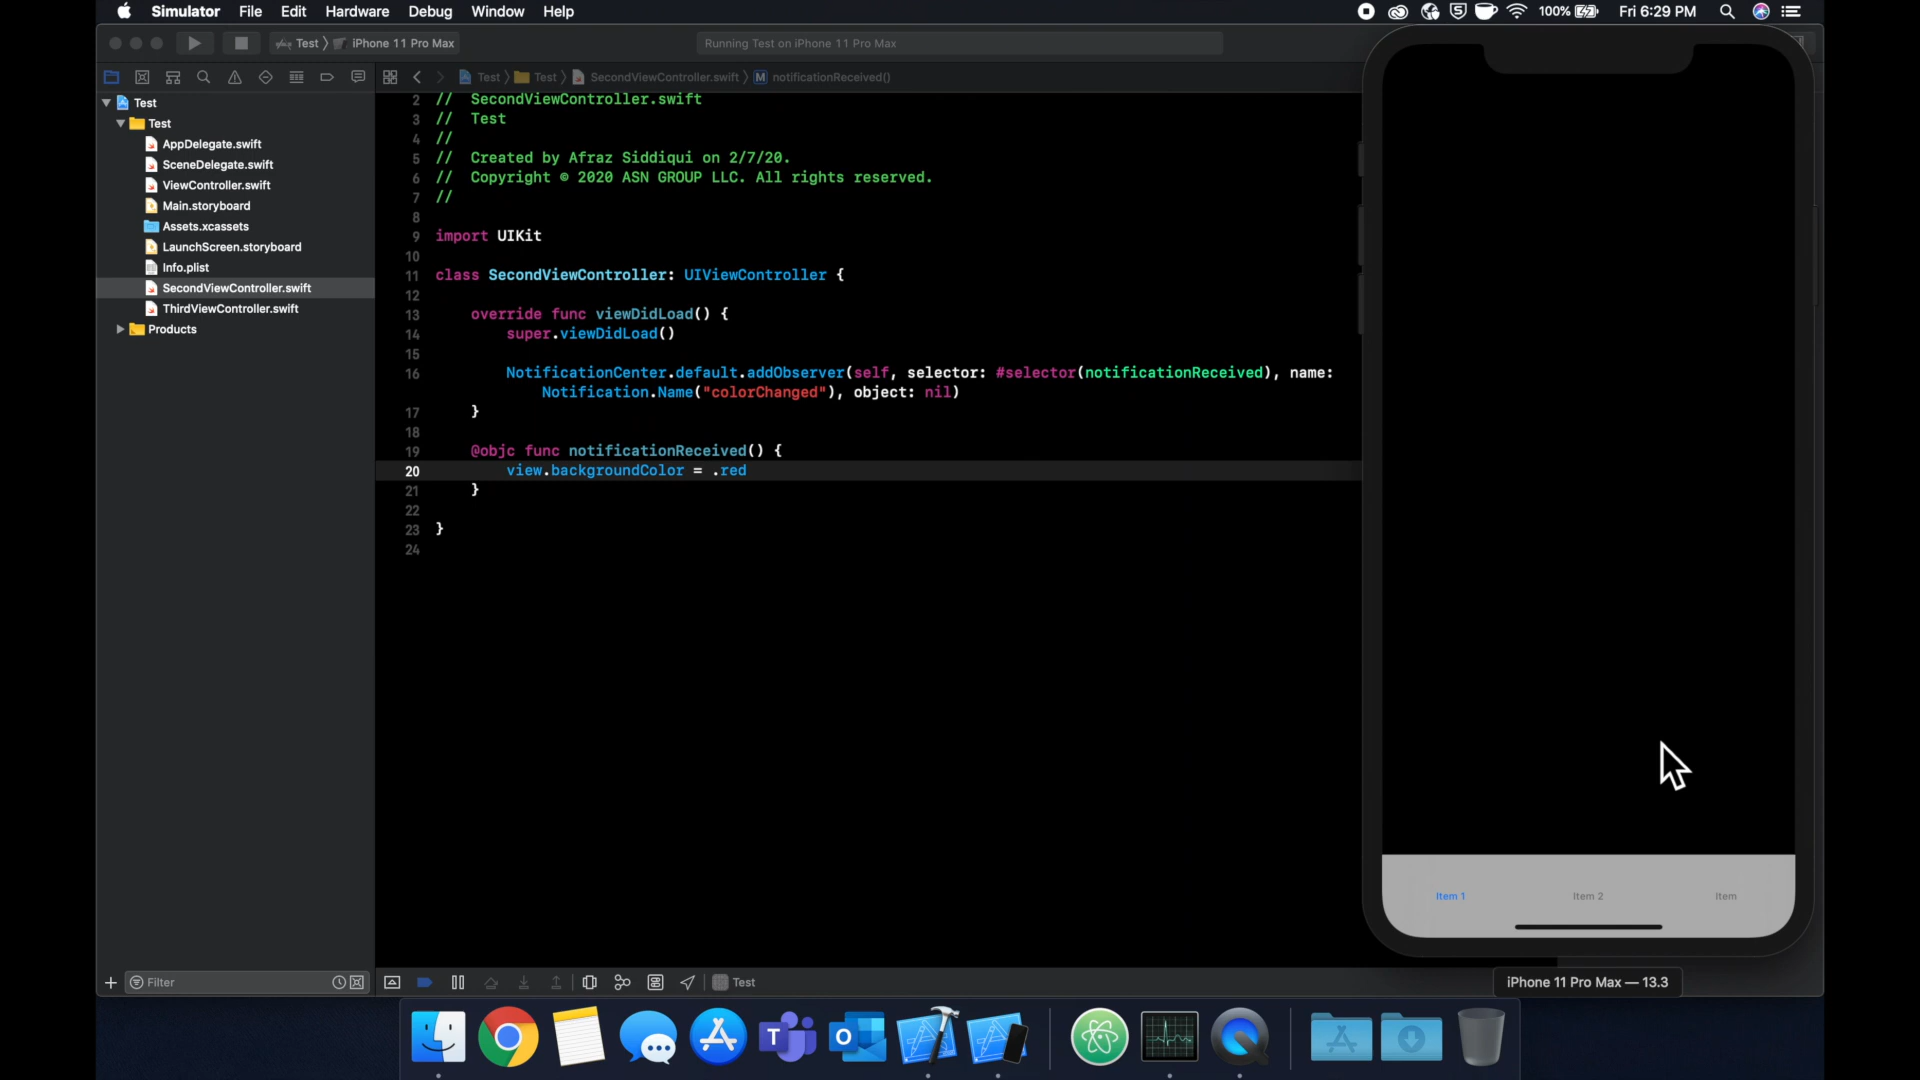 Simulator File Edit Hardware Debug Window Help
100% Fri 6:29 PM
Test iPhone 11 Pro Max
Running Test on iPhone 11 Pro Max
Test Test SecondViewController.swift M notificationReceived()
Test
Test
AppDelegate.swift
SceneDelegate.swift
ViewController.swift
Main.storyboard
Assets.xcassets
LaunchScreen.storyboard
Info.plist
SecondViewController.swift
ThirdViewController.swift
Products
Filter
2 // SecondViewController.swift
3 // Test
4 //
5 // Created by Afraz Siddiqui on 2/7/20.
6 // Copyright © 2020 ASN GROUP LLC. All rights reserved.
7 //
8
9 import UIKit
10
11 class SecondViewController: UIViewController {
12
13 override func viewDidLoad() {
14 super.viewDidLoad()
15
16 NotificationCenter.default.addObserver(self, selector: #selector(notificationReceived), name:
Notification.Name("colorChanged"), object: nil)
17 }
18
19 @objc func notificationReceived() {
20 view.backgroundColor = .red
21 }
22
23 }
24
Test
Item 1 Item 2 Item
iPhone 11 Pro Max — 13.3